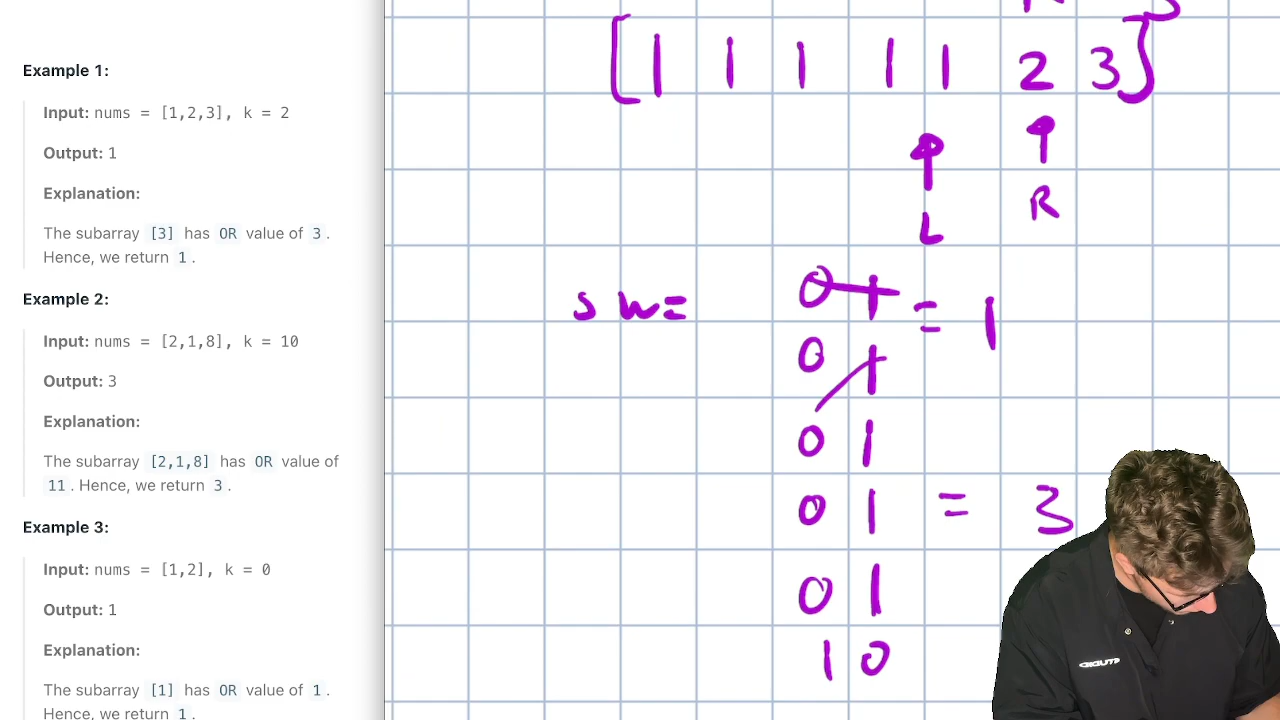 Example 1:
Input: nums = [1,2,3], k = 2
Output: 1
Explanation:
The subarray [3] has OR value of 3.
Hence, we return 1.
Example 2:
Input: nums = [2,1,8], k = 10
Output: 3
Explanation:
The subarray [2,1,8] has OR value of
11. Hence, we return 3.
Example 3:
Input: nums = [1,2], k = 0
Output: 1
Explanation:
The subarray [1] has OR value of 1.
Hence, we return 1.
[1 1 1 1 1 2 3]
L R
sw= 0 1 = 1
0 1
0 1
0 1 = 3
0 1
1 0